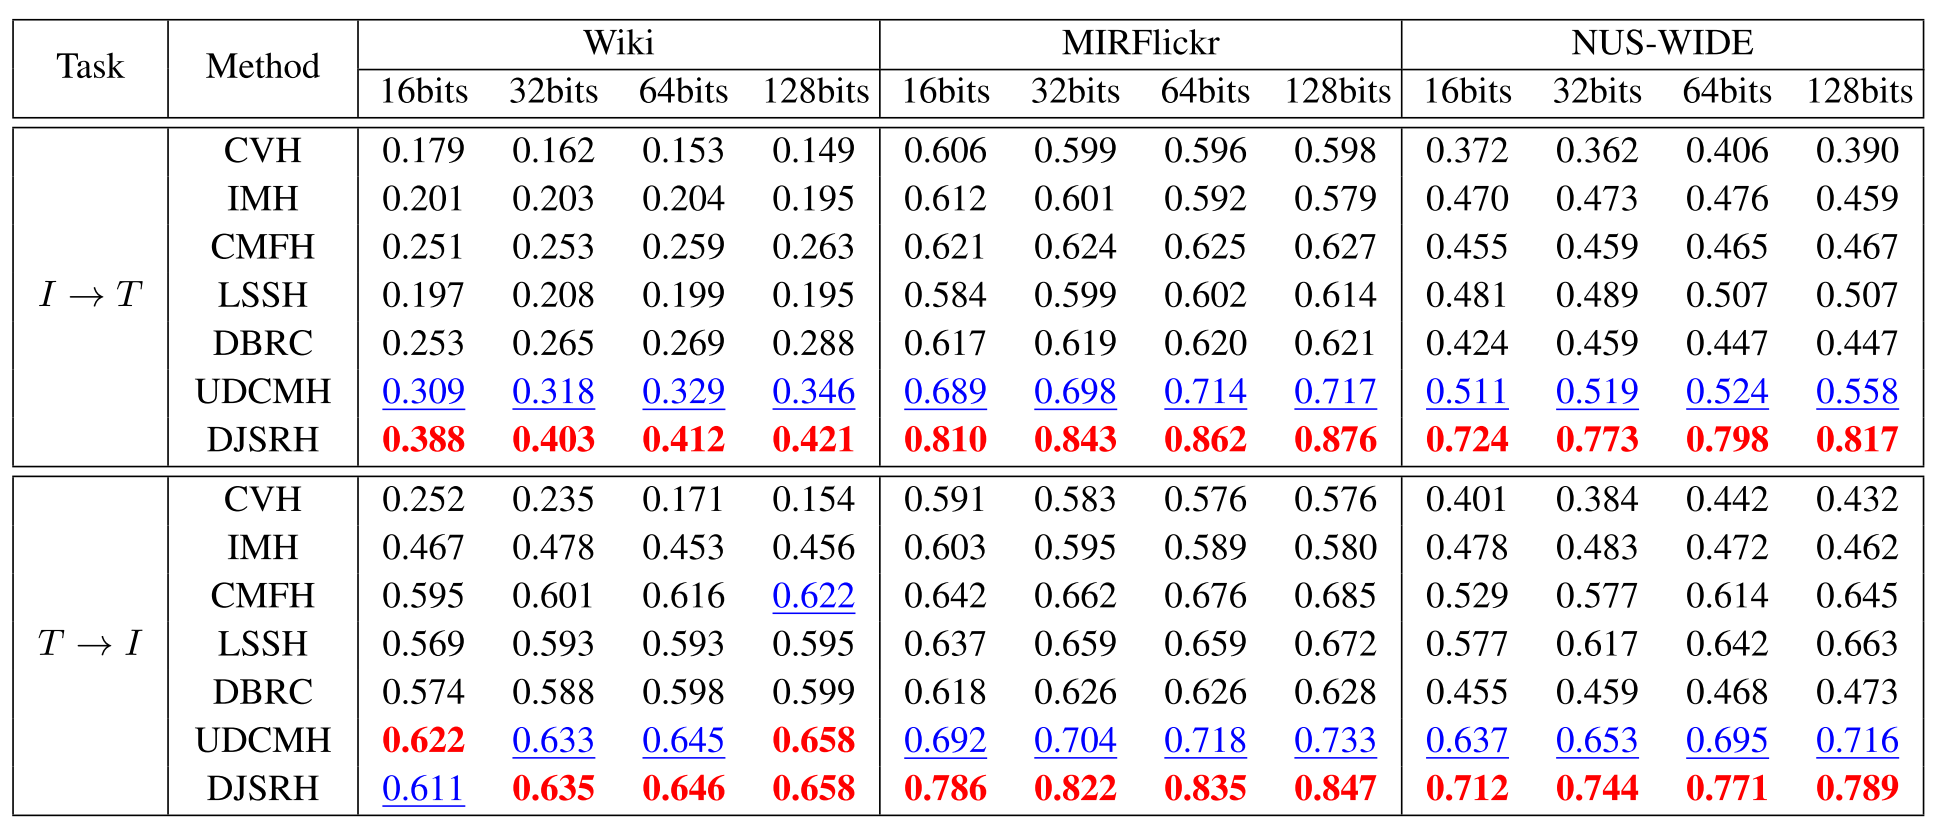 Task Method Wiki MIRFlickr NUS-WIDE
16bits 32bits 64bits 128bits 16bits 32bits 64bits 128bits 16bits 32bits 64bits 128bits
I → T
CVH 0.179 0.162 0.153 0.149 0.606 0.599 0.596 0.598 0.372 0.362 0.406 0.390
IMH 0.201 0.203 0.204 0.195 0.612 0.601 0.592 0.579 0.470 0.473 0.476 0.459
CMFH 0.251 0.253 0.259 0.263 0.621 0.624 0.625 0.627 0.455 0.459 0.465 0.467
LSSH 0.197 0.208 0.199 0.195 0.584 0.599 0.602 0.614 0.481 0.489 0.507 0.507
DBRC 0.253 0.265 0.269 0.288 0.617 0.619 0.620 0.621 0.424 0.459 0.447 0.447
UDCMH 0.309 0.318 0.329 0.346 0.689 0.698 0.714 0.717 0.511 0.519 0.524 0.558
DJSRH 0.388 0.403 0.412 0.421 0.810 0.843 0.862 0.876 0.724 0.773 0.798 0.817
T → I
CVH 0.252 0.235 0.171 0.154 0.591 0.583 0.576 0.576 0.401 0.384 0.442 0.432
IMH 0.467 0.478 0.453 0.456 0.603 0.595 0.589 0.580 0.478 0.483 0.472 0.462
CMFH 0.595 0.601 0.616 0.622 0.642 0.662 0.676 0.685 0.529 0.577 0.614 0.645
LSSH 0.569 0.593 0.593 0.595 0.637 0.659 0.659 0.672 0.577 0.617 0.642 0.663
DBRC 0.574 0.588 0.598 0.599 0.618 0.626 0.626 0.628 0.455 0.459 0.468 0.473
UDCMH 0.622 0.633 0.645 0.658 0.692 0.704 0.718 0.733 0.637 0.653 0.695 0.716
DJSRH 0.611 0.635 0.646 0.658 0.786 0.822 0.835 0.847 0.712 0.744 0.771 0.789